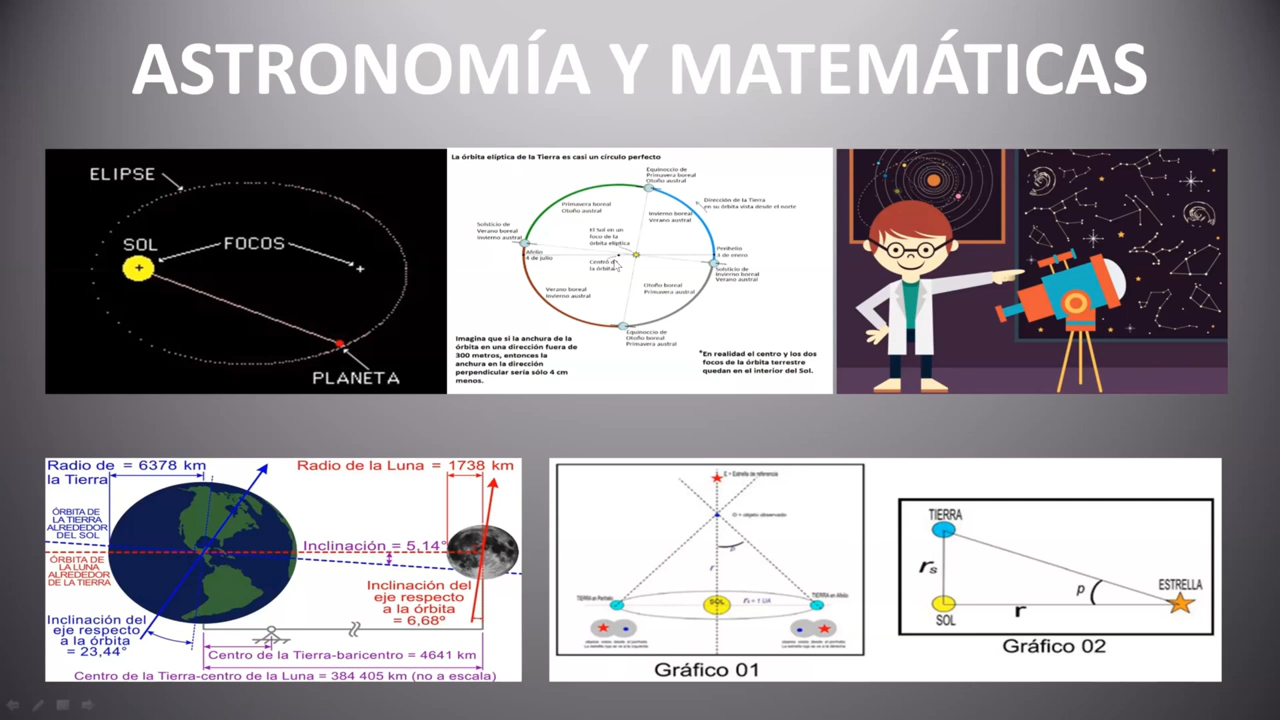 ASTRONOMÍA Y MATEMÁTICAS
ELIPSE
SOL
FOCOS
PLANETA
La órbita elíptica de la Tierra es casi un círculo perfecto
Equinoccio de
Primavera boreal
Otoño austral
Dirección de la Tierra
en su órbita vista desde el norte
Primavera boreal
Otoño austral
Invierno boreal
Verano austral
Solsticio de
Verano boreal
Invierno austral
El Sol en un
foco de la
órbita elíptica
Afelio
4 de julio
Centro de
la órbita
Perihelio
3 de enero
Solsticio de
Invierno boreal
Verano austral
Verano boreal
Invierno austral
Otoño boreal
Primavera austral
Equinoccio de
Otoño boreal
Primavera austral
Imagina que si la anchura de la
órbita en una dirección fuera de
300 metros, entonces la
anchura en la dirección
perpendicular sería sólo 4 cm
menos.
*En realidad el centro y los dos
focos de la órbita terrestre
quedan en el interior del Sol.
Radio de = 6378 km
la Tierra
Radio de la Luna = 1738 km
ÓRBITA DE
LA TIERRA
ALREDEDOR
DEL SOL
ÓRBITA DE
LA LUNA
ALREDEDOR
DE LA TIERRA
Inclinación = 5,14°
Inclinación del
eje respecto
a la órbita
= 6,68º
Inclinación del
eje respecto
a la órbita
= 23,44°
Centro de la Tierra-baricentro = 4641 km
Centro de la Tierra-centro de la Luna = 384 405 km (no a escala)
E = Estrella de referencia
O = objeto observado
r
TIERRA en Perihelio
SOL
rs = 1 UA
TIERRA en Afelio
Gráfico 01
TIERRA
rs
p
ESTRELLA
SOL
r
Gráfico 02